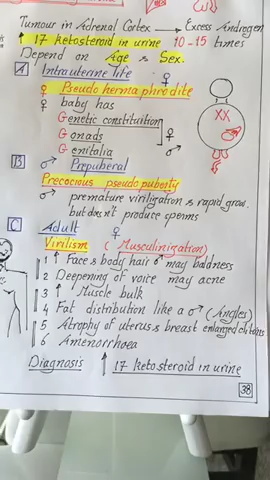 Tumour in Adrenal Cortex → Excess Androgen
↑ 17 ketosteroid in urine 10-15 times
Depend on Age & Sex.
A Intrauterine life ♀
♀ Pseudo hermaphrodite
♀ baby has
Genetic constitution
Gonads ♀
Genitalia ♂
XX
B ♂ Prepuberal
Precocious pseudopuberty
♂ premature virilization & rapid grow.
but doesn't produce sperms
C Adult ♀
Virilism (Musculinization)
1 ↑ Face & body hair ♂ may baldness
2 Deepening of voice may acne
3 ↑ Muscle bulk
4 Fat distribution like a ♂ (Angles)
5 Atrophy of uterus & breast enlarged clitoris
6 Amenorrhoea
Diagnosis ↑ 17 ketosteroid in urine
38